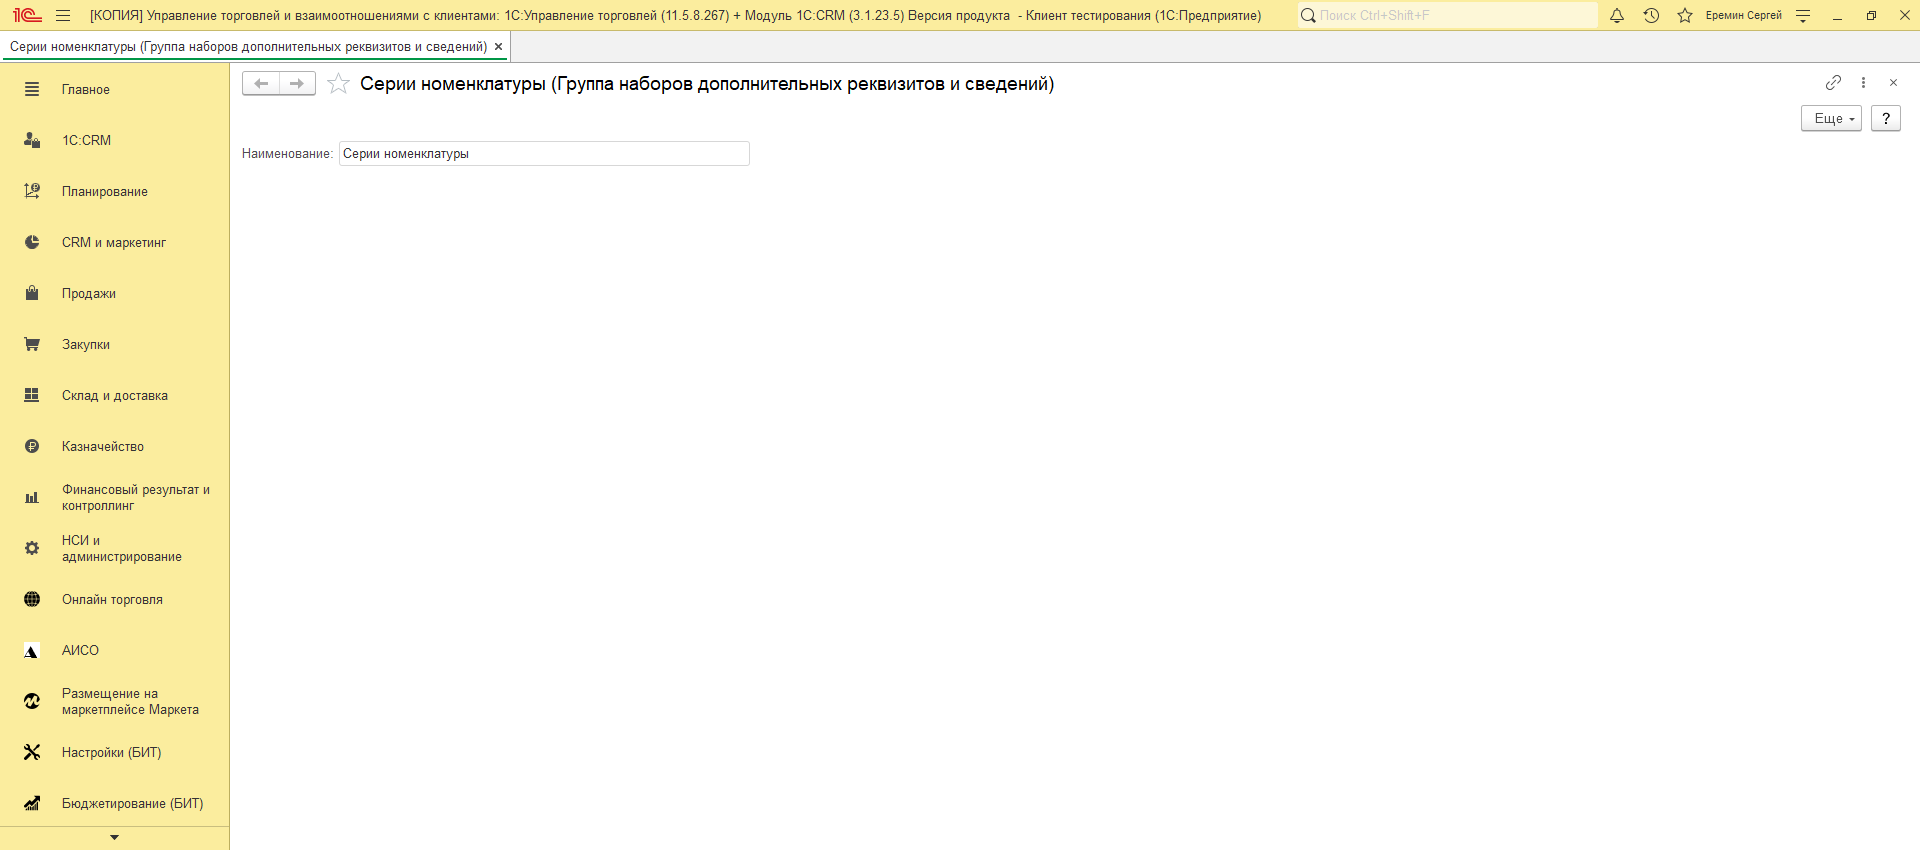 1С [КОПИЯ] Управление торговлей и взаимоотношениями с клиентами: 1С:Управление торговлей (11.5.8.267) + Модуль 1С:CRM (3.1.23.5) Версия продукта - Клиент тестирования (1С:Предприятие) Поиск Ctrl+Shift+F Еремин Сергей
Серии номенклатуры (Группа наборов дополнительных реквизитов и сведений)
Серии номенклатуры (Группа наборов дополнительных реквизитов и сведений)
Еще ?
Наименование: Серии номенклатуры
Главное
1С:CRM
Планирование
CRM и маркетинг
Продажи
Закупки
Склад и доставка
Казначейство
Финансовый результат и
контроллинг
НСИ и
администрирование
Онлайн торговля
АИСО
Размещение на
маркетплейсе Маркета
Настройки (БИТ)
Бюджетирование (БИТ)